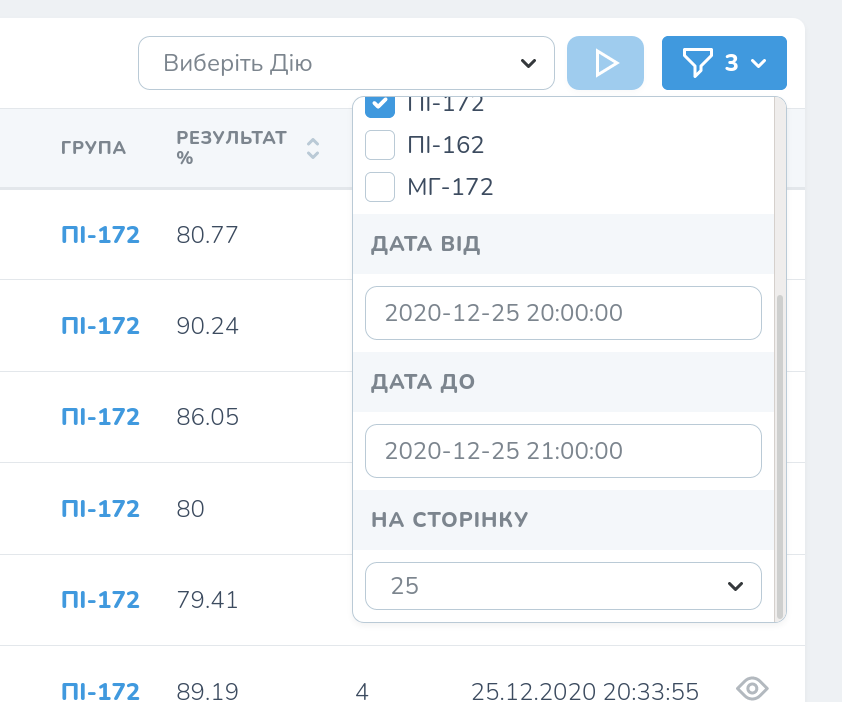 Виберіть Дію
3
ПІ-172
ПІ-162
МГ-172
ДАТА ВІД
2020-12-25 20:00:00
ДАТА ДО
2020-12-25 21:00:00
НА СТОРІНКУ
25
ГРУПА
РЕЗУЛЬТАТ
%
ПІ-172 80.77
ПІ-172 90.24
ПІ-172 86.05
ПІ-172 80
ПІ-172 79.41
ПІ-172 89.19 4 25.12.2020 20:33:55